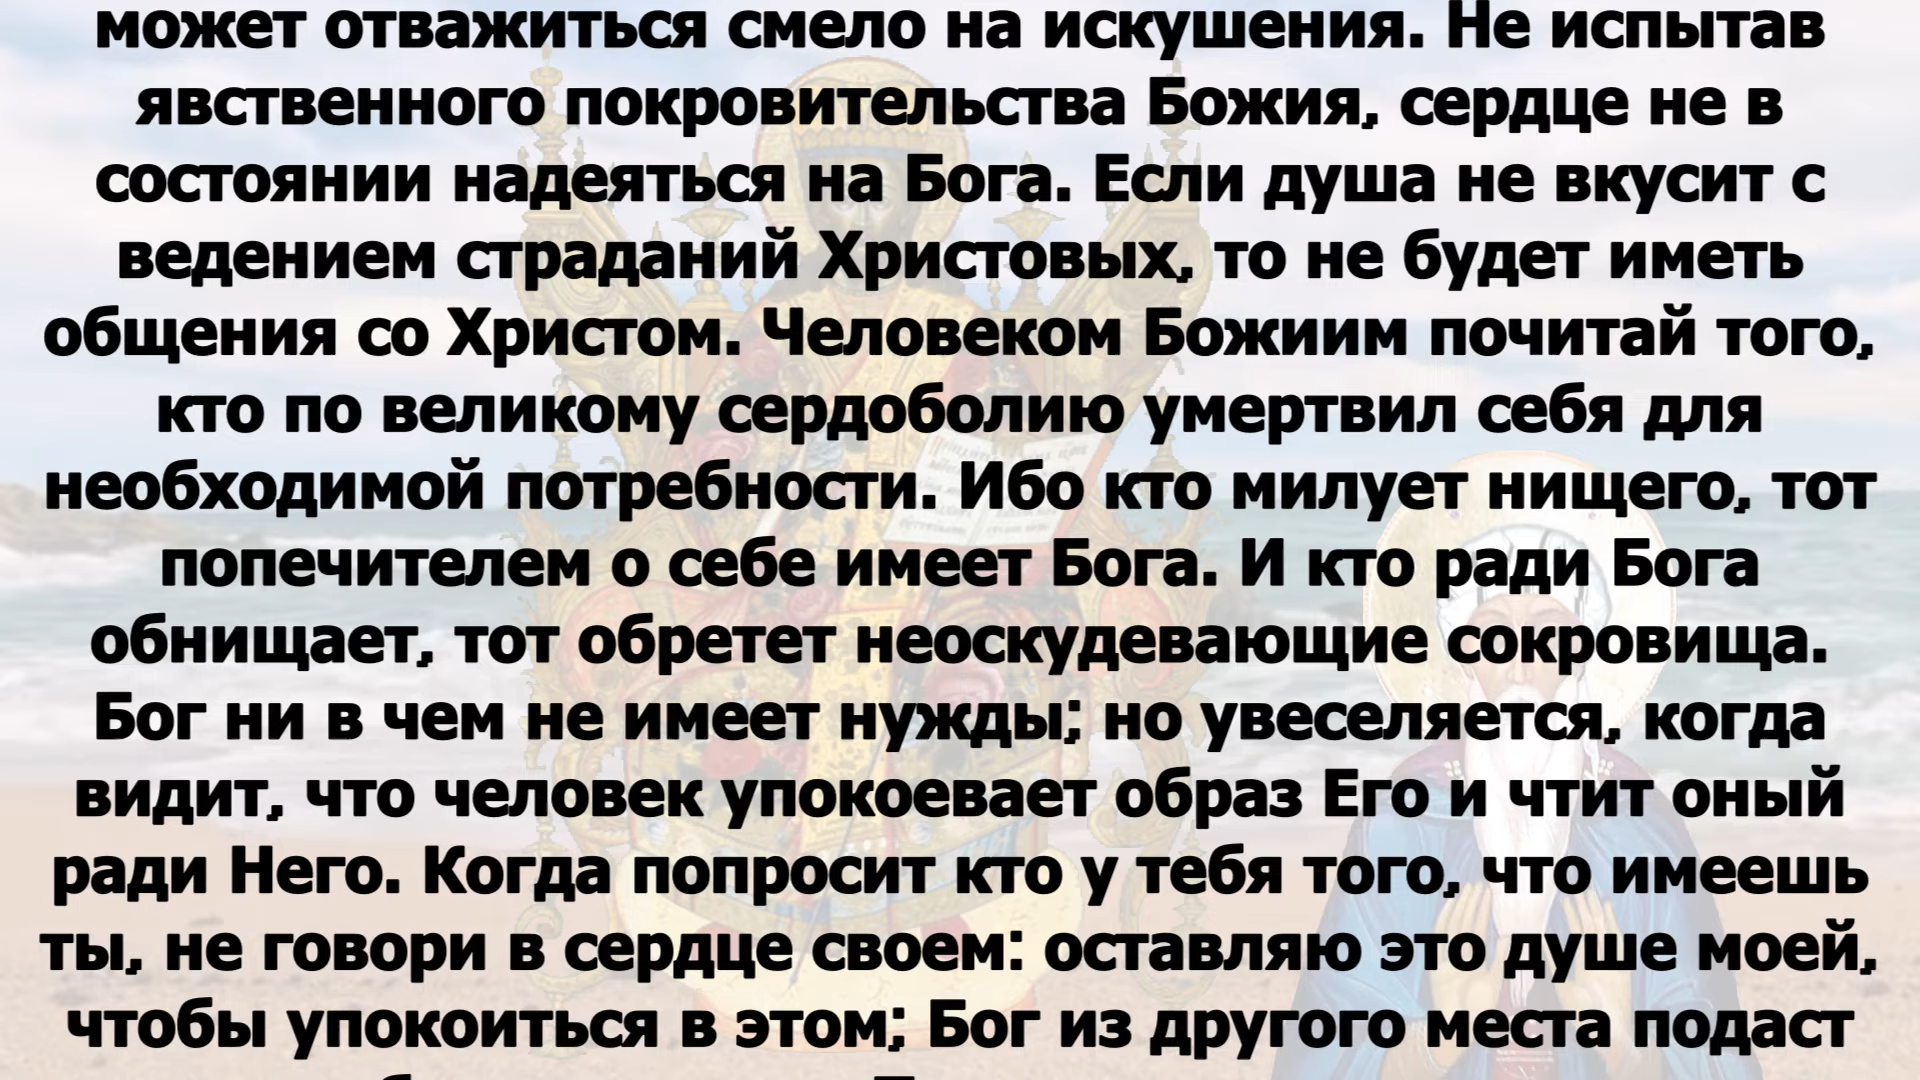 может отважиться смело на искушения. Не испытав
явственного покровительства Божия, сердце не в
состоянии надеяться на Бога. Если душа не вкусит с
ведением страданий Христовых, то не будет иметь
общения со Христом. Человеком Божиим почитай того,
кто по великому сердоболию умертвил себя для
необходимой потребности. Ибо кто милует нищего, тот
попечителем о себе имеет Бога. И кто ради Бога
обнищает, тот обретет неоскудевающие сокровища.
Бог ни в чем не имеет нужды; но увеселяется, когда
видит, что человек упокоевает образ Его и чтит оный
ради Него. Когда попросит кто у тебя того, что имеешь
ты, не говори в сердце своем: оставляю это душе моей,
чтобы упокоиться в этом; Бог из другого места подаст